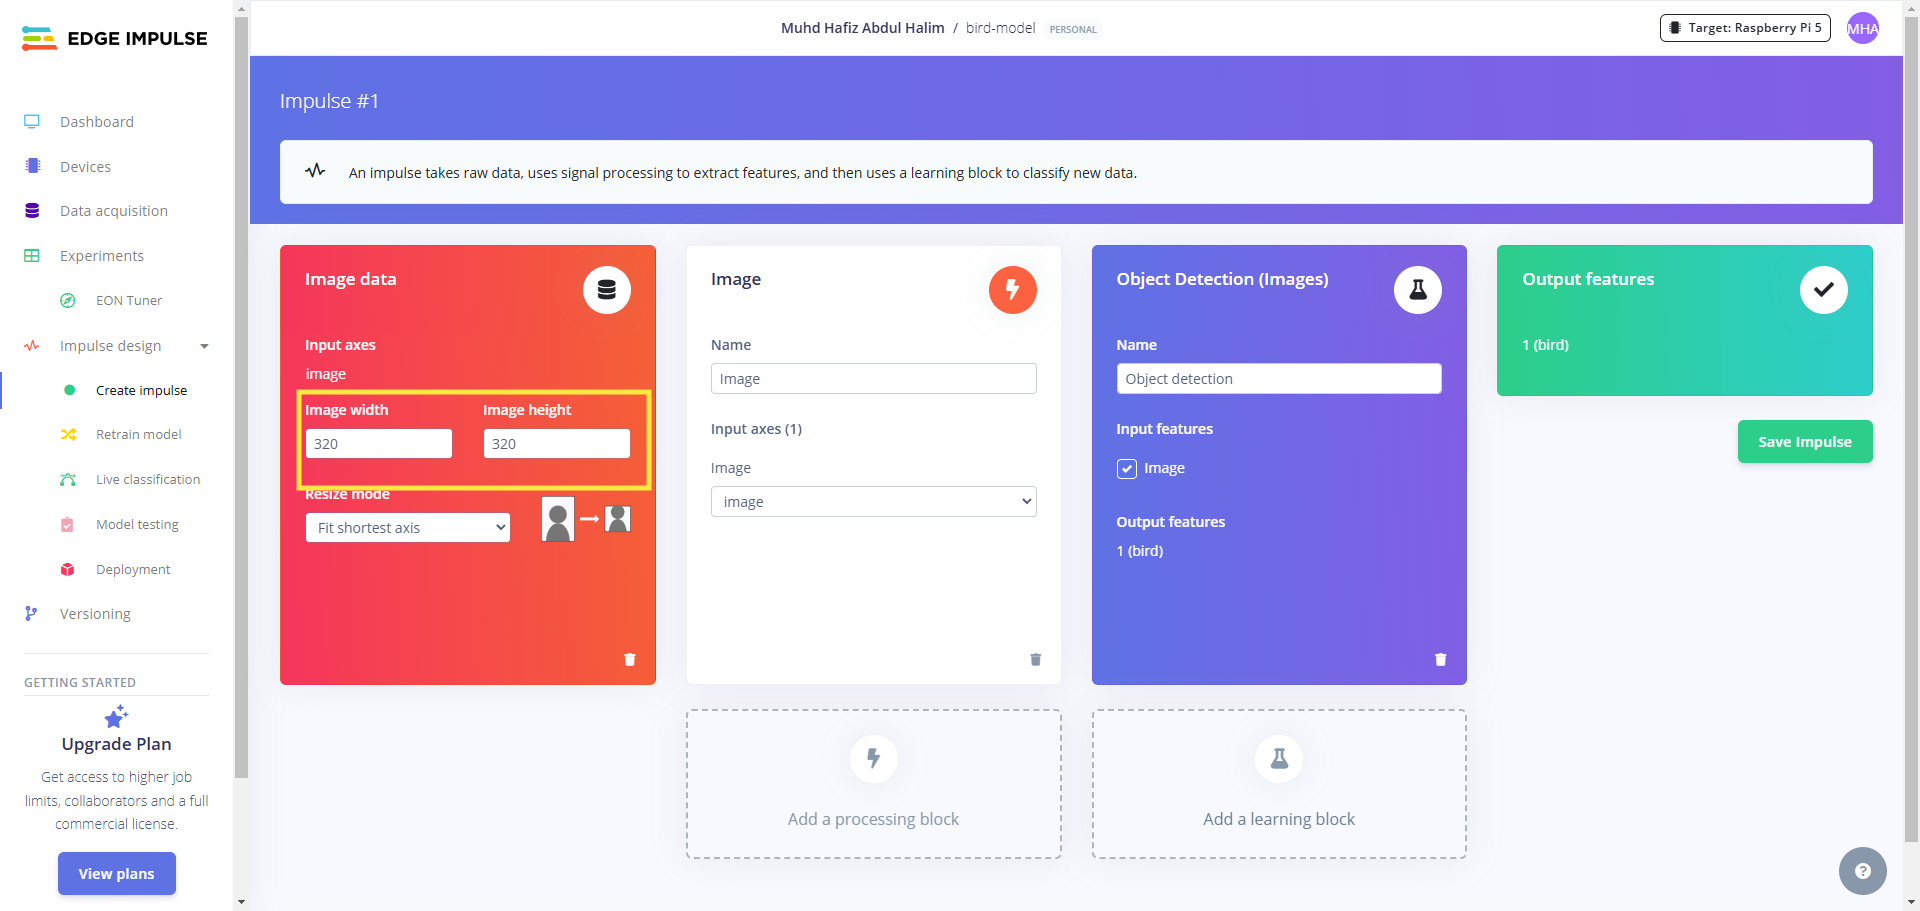 EDGE IMPULSE
Muhd Hafiz Abdul Halim / bird-model PERSONAL
Target: Raspberry Pi 5
MHA
Dashboard
Devices
Data acquisition
Experiments
EON Tuner
Impulse design
Create impulse
Retrain model
Live classification
Model testing
Deployment
Versioning
GETTING STARTED
Upgrade Plan
Get access to higher job
limits, collaborators and a full
commercial license.
View plans
Impulse #1
An impulse takes raw data, uses signal processing to extract features, and then uses a learning block to classify new data.
Image data
Input axes
image
Image width Image height
320 320
Resize mode
Fit shortest axis
Image
Name
Image
Input axes (1)
Image
image
Object Detection (Images)
Name
Object detection
Input features
Image
Output features
1 (bird)
Output features
1 (bird)
Save Impulse
Add a processing block
Add a learning block
?